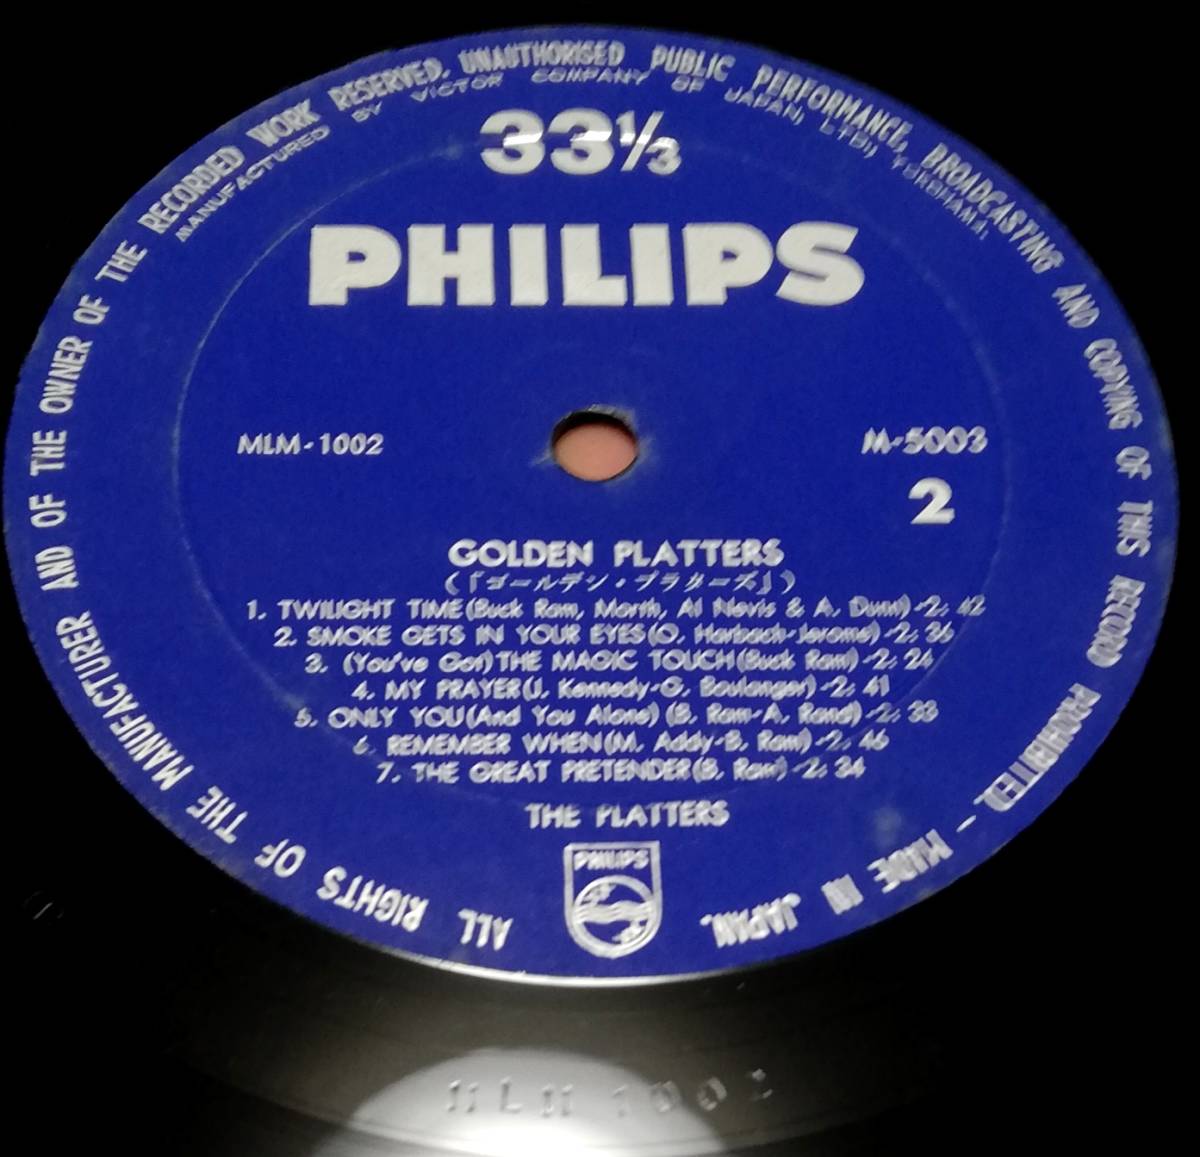 ALL RIGHTS OF THE MANUFACTURER AND OF THE OWNER OF THE RECORDED WORK RESERVED. UNAUTHORISED PUBLIC PERFORMANCE, BROADCASTING AND COPYING OF THIS RECORD PROHIBITED. - MADE IN JAPAN.
MANUFACTURED BY VICTOR COMPANY OF JAPAN, LTD., YOKOHAMA.
33⅓
PHILIPS
MLM-1002
M-5003
2
GOLDEN PLATTERS
(『ゴールデン・プラターズ』)
1. TWILIGHT TIME (Buck Ram, Morth, Al Nevis & A. Dunn) -2: 42
2. SMOKE GETS IN YOUR EYES (O. Harbach-Jerome) -2: 36
3. (You've Got) THE MAGIC TOUCH (Buck Ram) -2: 24
4. MY PRAYER (J. Kennedy-G. Boulanger) -2: 41
5. ONLY YOU (And You Alone) (B. Ram-A. Rand) -2: 33
6. REMEMBER WHEN (M. Addy-B. Ram) -2: 46
7. THE GREAT PRETENDER (B. Ram) -2: 34
THE PLATTERS
PHILIPS
MLM 1002